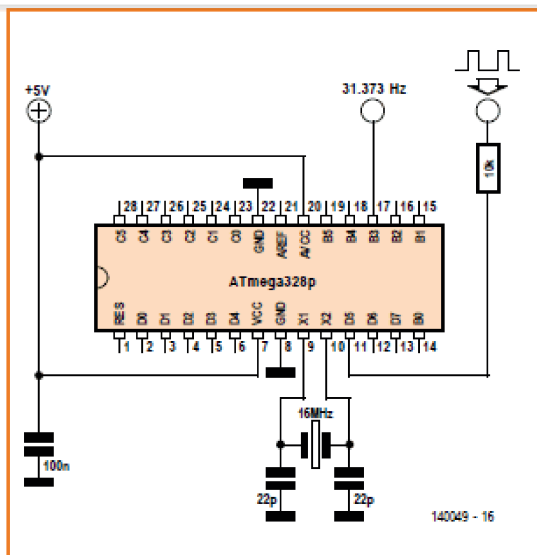 +5V
31.373 Hz
10k
28 27 26 25 24 23 22 21 20 19 18 17 16 15
C5 C4 C3 C2 C1 C0 GND AREF AVCC B5 B4 B3 B2 B1
ATmega328p
RES D0 D1 D2 D3 D4 VCC GND X1 X2 D5 D6 D7 B0
1 2 3 4 5 6 7 8 9 10 11 12 13 14
16MHz
100n
22p
22p
140049 - 16